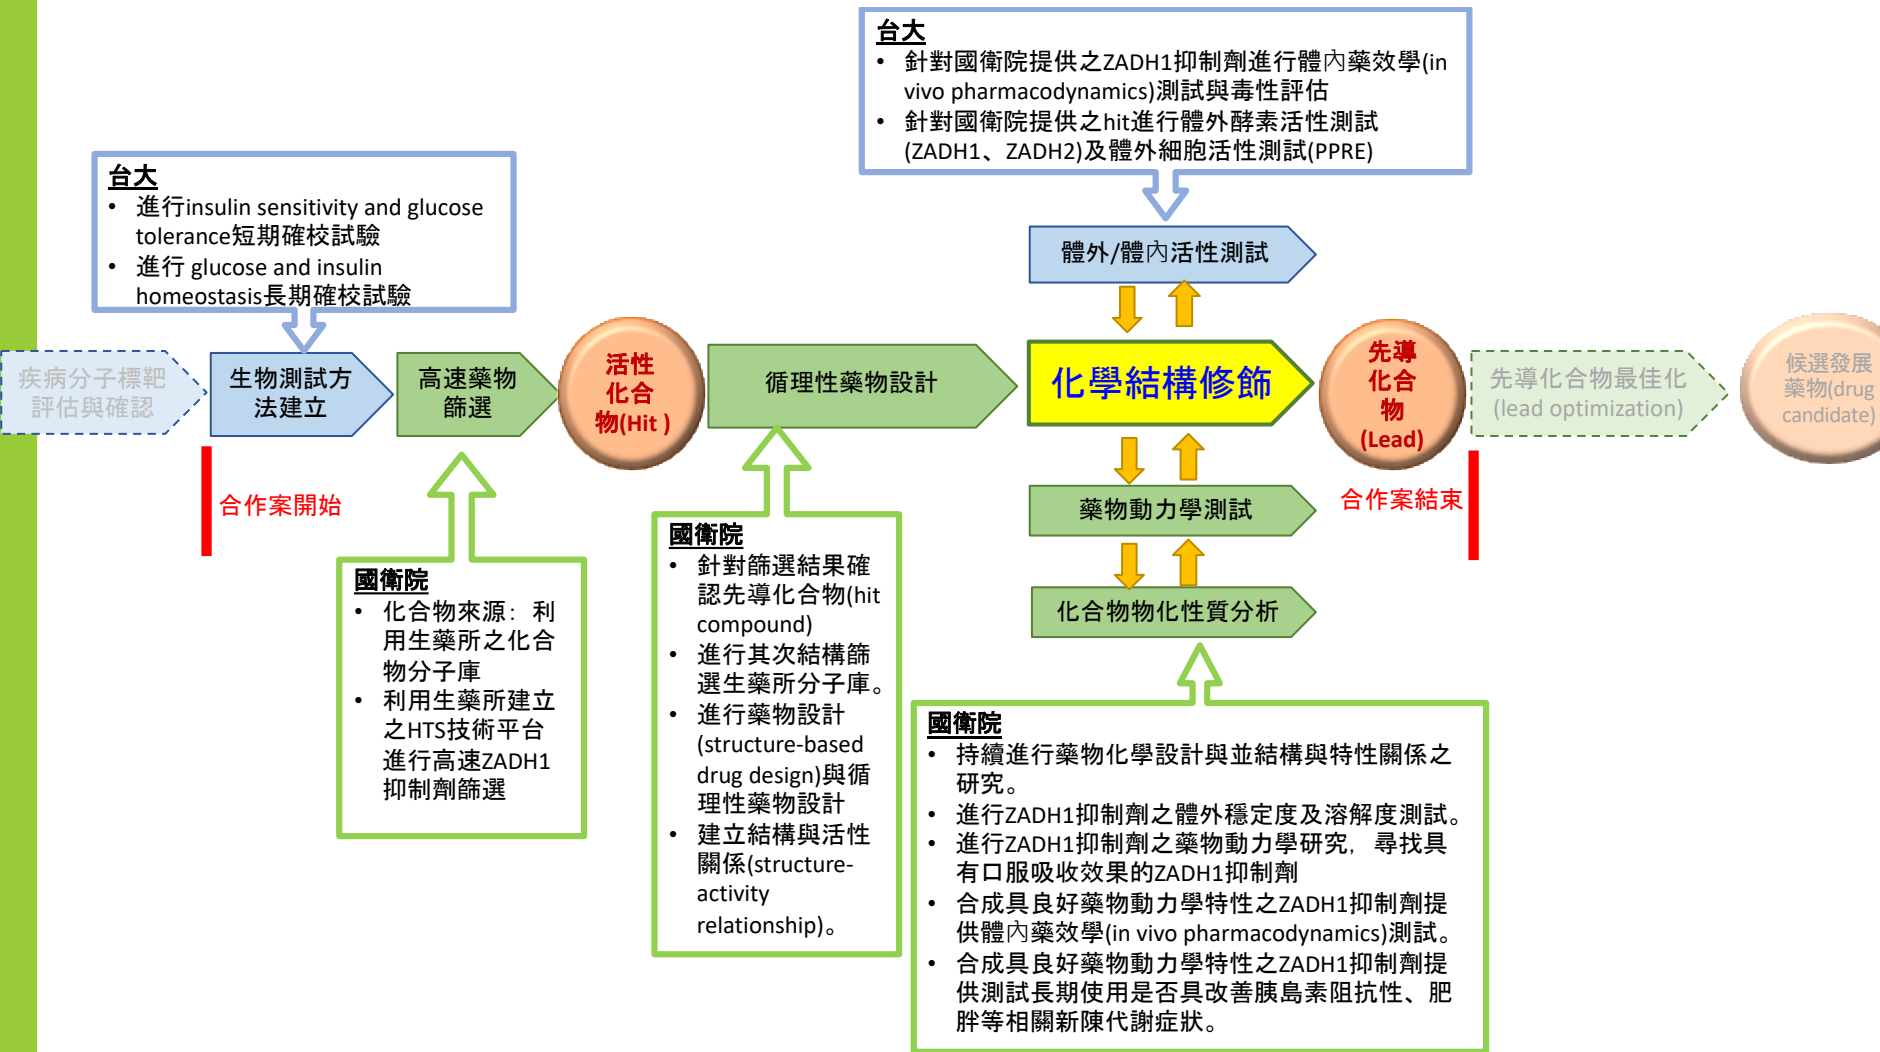 台大
• 針對國衛院提供之ZADH1抑制劑進行體內藥效學(in
vivo pharmacodynamics)測試與毒性評估
• 針對國衛院提供之hit進行體外酵素活性測試
(ZADH1、ZADH2)及體外細胞活性測試(PPRE)
台大
• 進行insulin sensitivity and glucose
tolerance短期確校試驗
• 進行 glucose and insulin
homeostasis長期確校試驗
體外/體內活性測試
疾病分子標靶
評估與確認
生物測試方
法建立
高速藥物
篩選
活性
化合
物(Hit )
循理性藥物設計
化學結構修飾
先導
化合
物
(Lead)
先導化合物最佳化
(lead optimization)
候選發展
藥物(drug
candidate)
合作案開始
合作案結束
藥物動力學測試
化合物物化性質分析
國衛院
• 化合物來源：利
用生藥所之化合
物分子庫
• 利用生藥所建立
之HTS技術平台
進行高速ZADH1
抑制劑篩選
國衛院
• 針對篩選結果確
認先導化合物(hit
compound)
• 進行其次結構篩
選生藥所分子庫。
• 進行藥物設計
(structure-based
drug design)與循
理性藥物設計
• 建立結構與活性
關係(structure-
activity
relationship)。
國衛院
• 持續進行藥物化學設計與並結構與特性關係之
研究。
• 進行ZADH1抑制劑之體外穩定度及溶解度測試。
• 進行ZADH1抑制劑之藥物動力學研究，尋找具
有口服吸收效果的ZADH1抑制劑
• 合成具良好藥物動力學特性之ZADH1抑制劑提
供體內藥效學(in vivo pharmacodynamics)測試。
• 合成具良好藥物動力學特性之ZADH1抑制劑提
供測試長期使用是否具改善胰島素阻抗性、肥
胖等相關新陳代謝症狀。